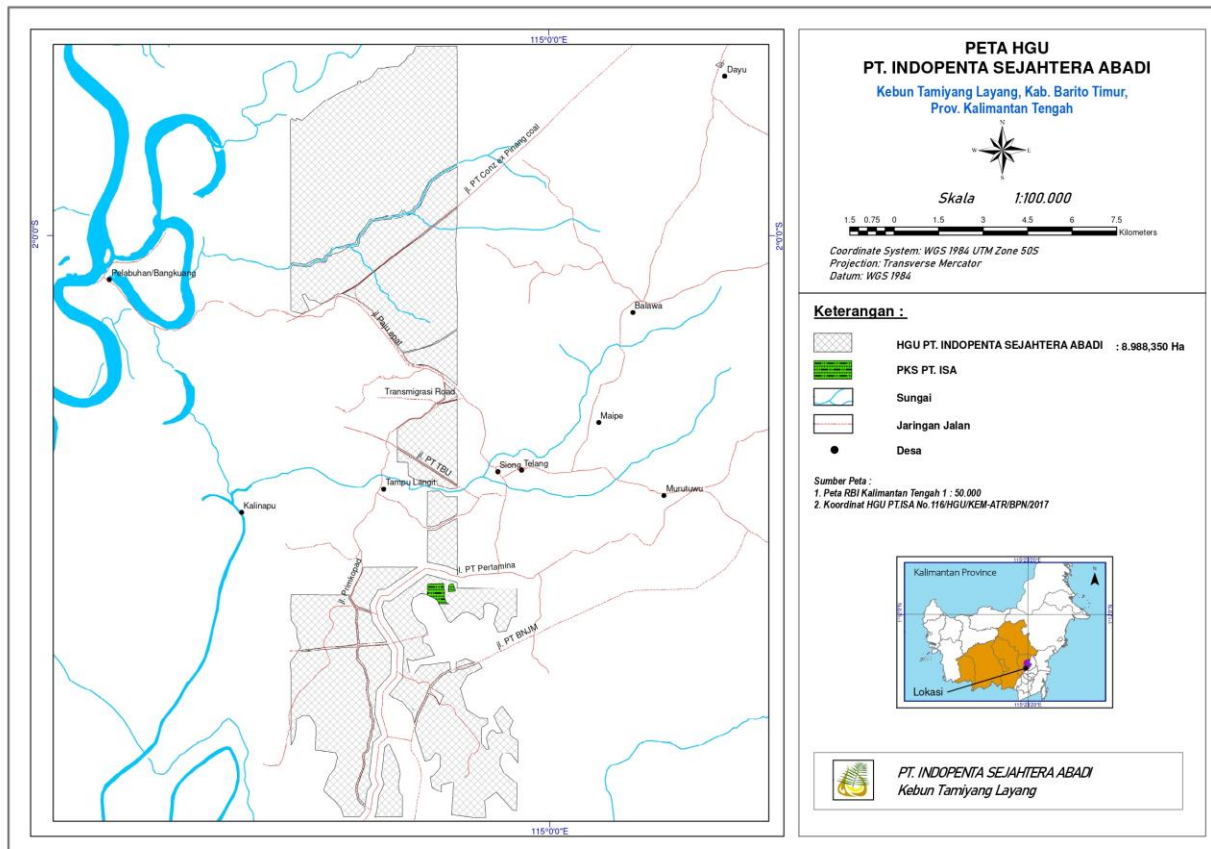 115°0'0"E
Dayu
jl. PT Conz ex Pinang coal
2°0'0"S
2°0'0"S
Pelabuhan/Bangkuang
Balawa
jl.Paju epat
Transmigrasi Road
Maipe
jl. PT TBU
Siong
Telang
Tampu Langit
Murutuwu
Kalinapu
jl. PT Pertamina
jl. Primkopad
jl. PT BNJM
115°0'0"E
PETA HGU
PT. INDOPENTA SEJAHTERA ABADI
Kebun Tamiyang Layang, Kab. Barito Timur,
Prov. Kalimantan Tengah
N
W E
S
Skala 1:100.000
1.5 0.75 0 1.5 3 4.5 6 7.5
Kilometers
Coordinate System: WGS 1984 UTM Zone 50S
Projection: Transverse Mercator
Datum: WGS 1984
Keterangan :
HGU PT. INDOPENTA SEJAHTERA ABADI : 8.988,350 Ha
PKS PT. ISA
Sungai
Jaringan Jalan
Desa
Sumber Peta :
1. Peta RBI Kalimantan Tengah 1 : 50.000
2. Koordinat HGU PT.ISA No.116/HGU/KEM-ATR/BPN/2017
Kalimantan Province
N
Lokasi
PT. INDOPENTA SEJAHTERA ABADI
Kebun Tamiyang Layang